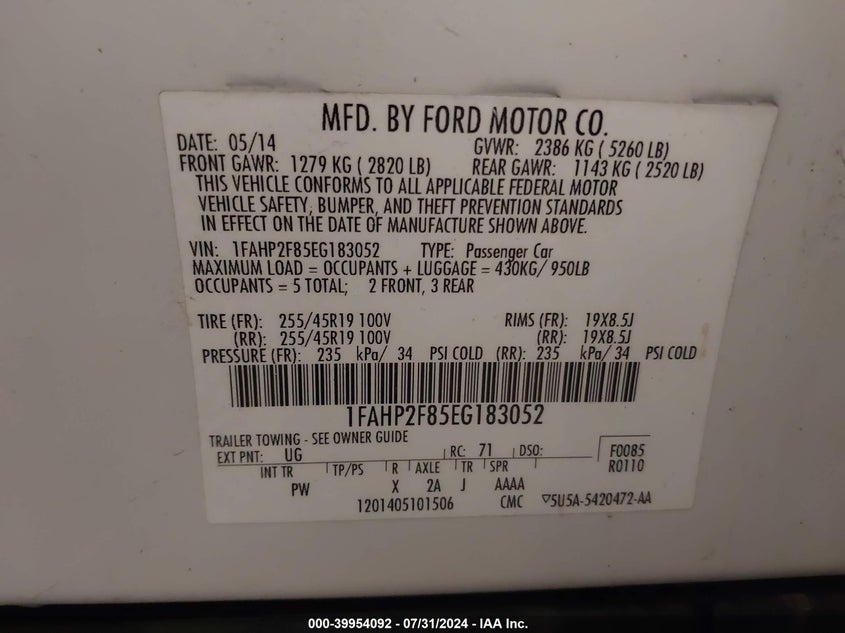 MFD. BY FORD MOTOR CO.
DATE: 05/14 GVWR: 2386 KG ( 5260 LB)
FRONT GAWR: 1279 KG ( 2820 LB) REAR GAWR: 1143 KG ( 2520 LB)
THIS VEHICLE CONFORMS TO ALL APPLICABLE FEDERAL MOTOR
VEHICLE SAFETY, BUMPER, AND THEFT PREVENTION STANDARDS
IN EFFECT ON THE DATE OF MANUFACTURE SHOWN ABOVE.
VIN: 1FAHP2F85EG183052 TYPE: Passenger Car
MAXIMUM LOAD = OCCUPANTS + LUGGAGE = 430KG/ 950LB
OCCUPANTS = 5 TOTAL; 2 FRONT, 3 REAR
TIRE (FR): 255/45R19 100V RIMS (FR): 19X8.5J
(RR): 255/45R19 100V (RR): 19X8.5J
PRESSURE (FR): 235 kPa/ 34 PSI COLD (RR): 235 kPa/ 34 PSI COLD
1FAHP2F85EG183052
TRAILER TOWING - SEE OWNER GUIDE
EXT PNT: UG RC: 71 DSO: F0085
INT TR TP/PS R AXLE TR SPR R0110
PW X 2A J AAAA
1201405101506 CMC ▽5U5A-5420472-AA
000-39954092 - 07/31/2024 - IAA Inc.